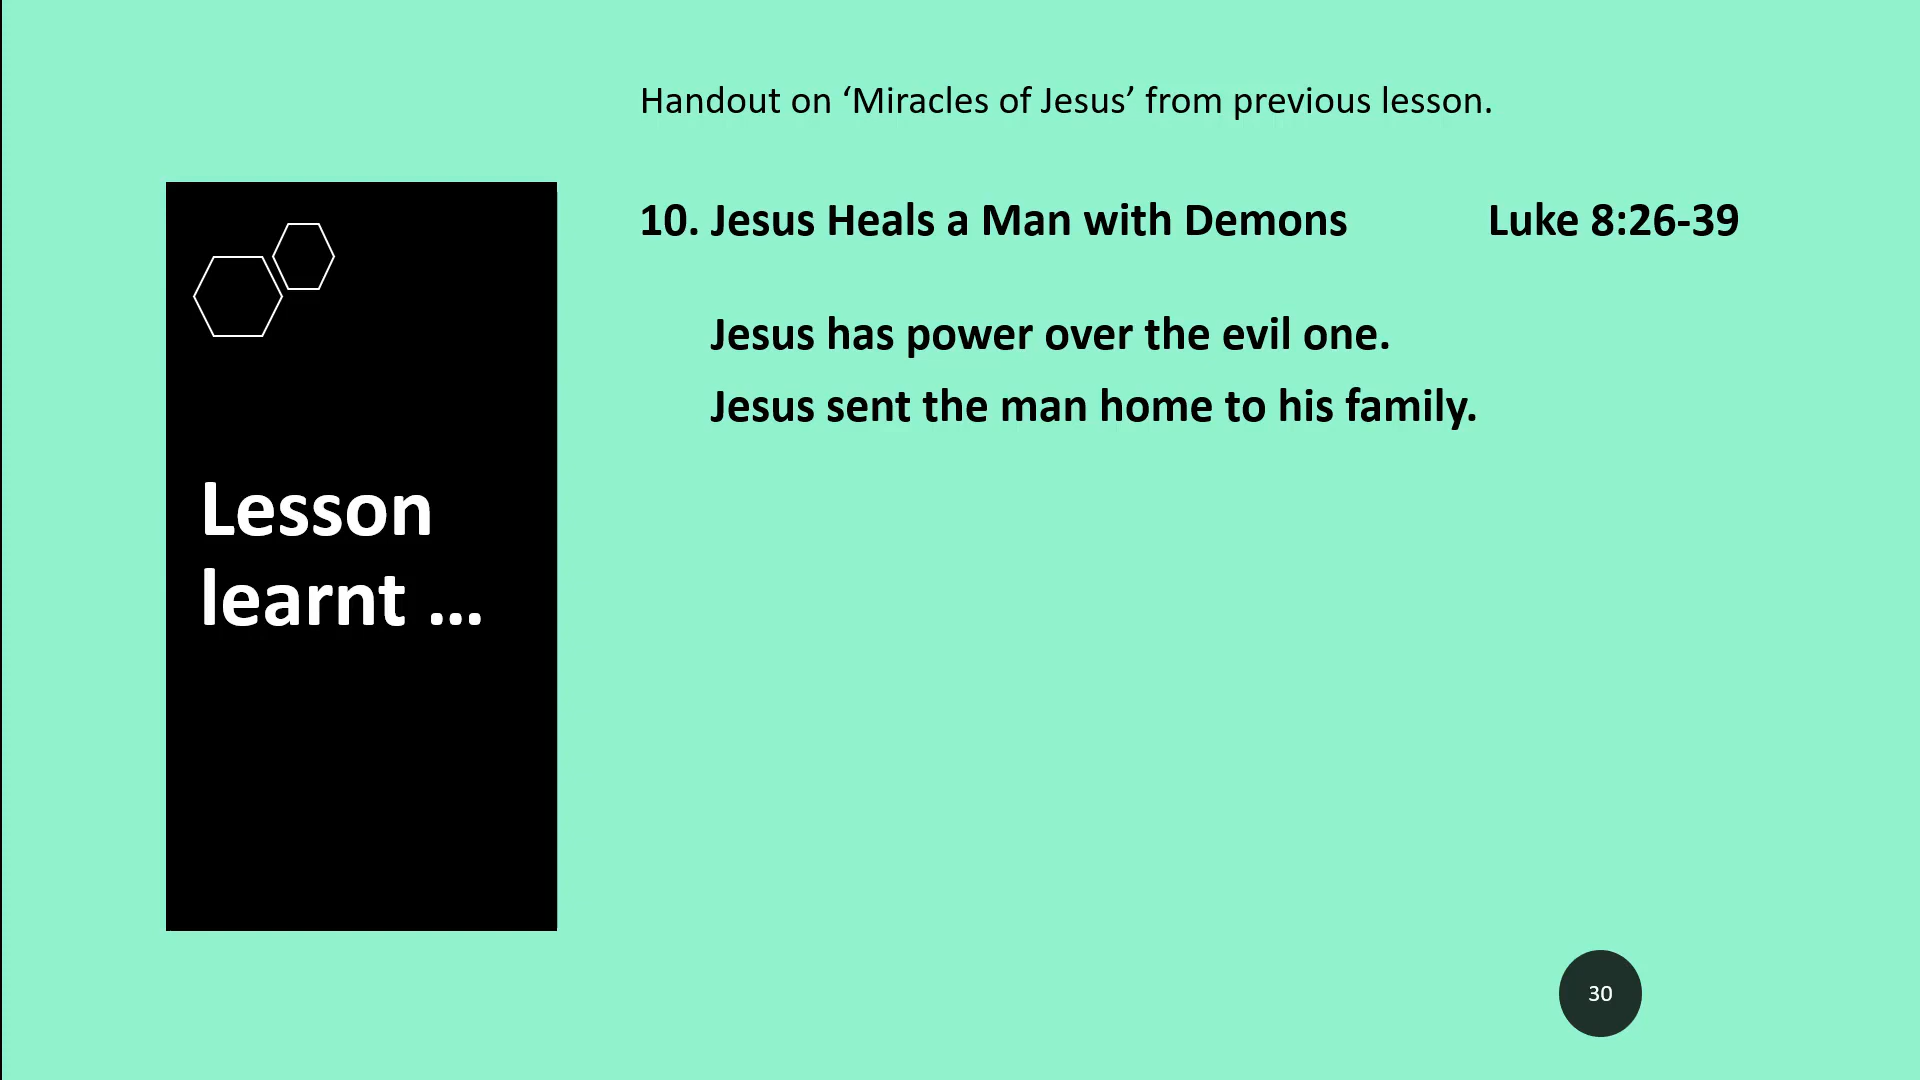 Handout on ‘Miracles of Jesus’ from previous lesson.
10. Jesus Heals a Man with Demons Luke 8:26-39
Jesus has power over the evil one.
Jesus sent the man home to his family.
Lesson
learnt ...
30